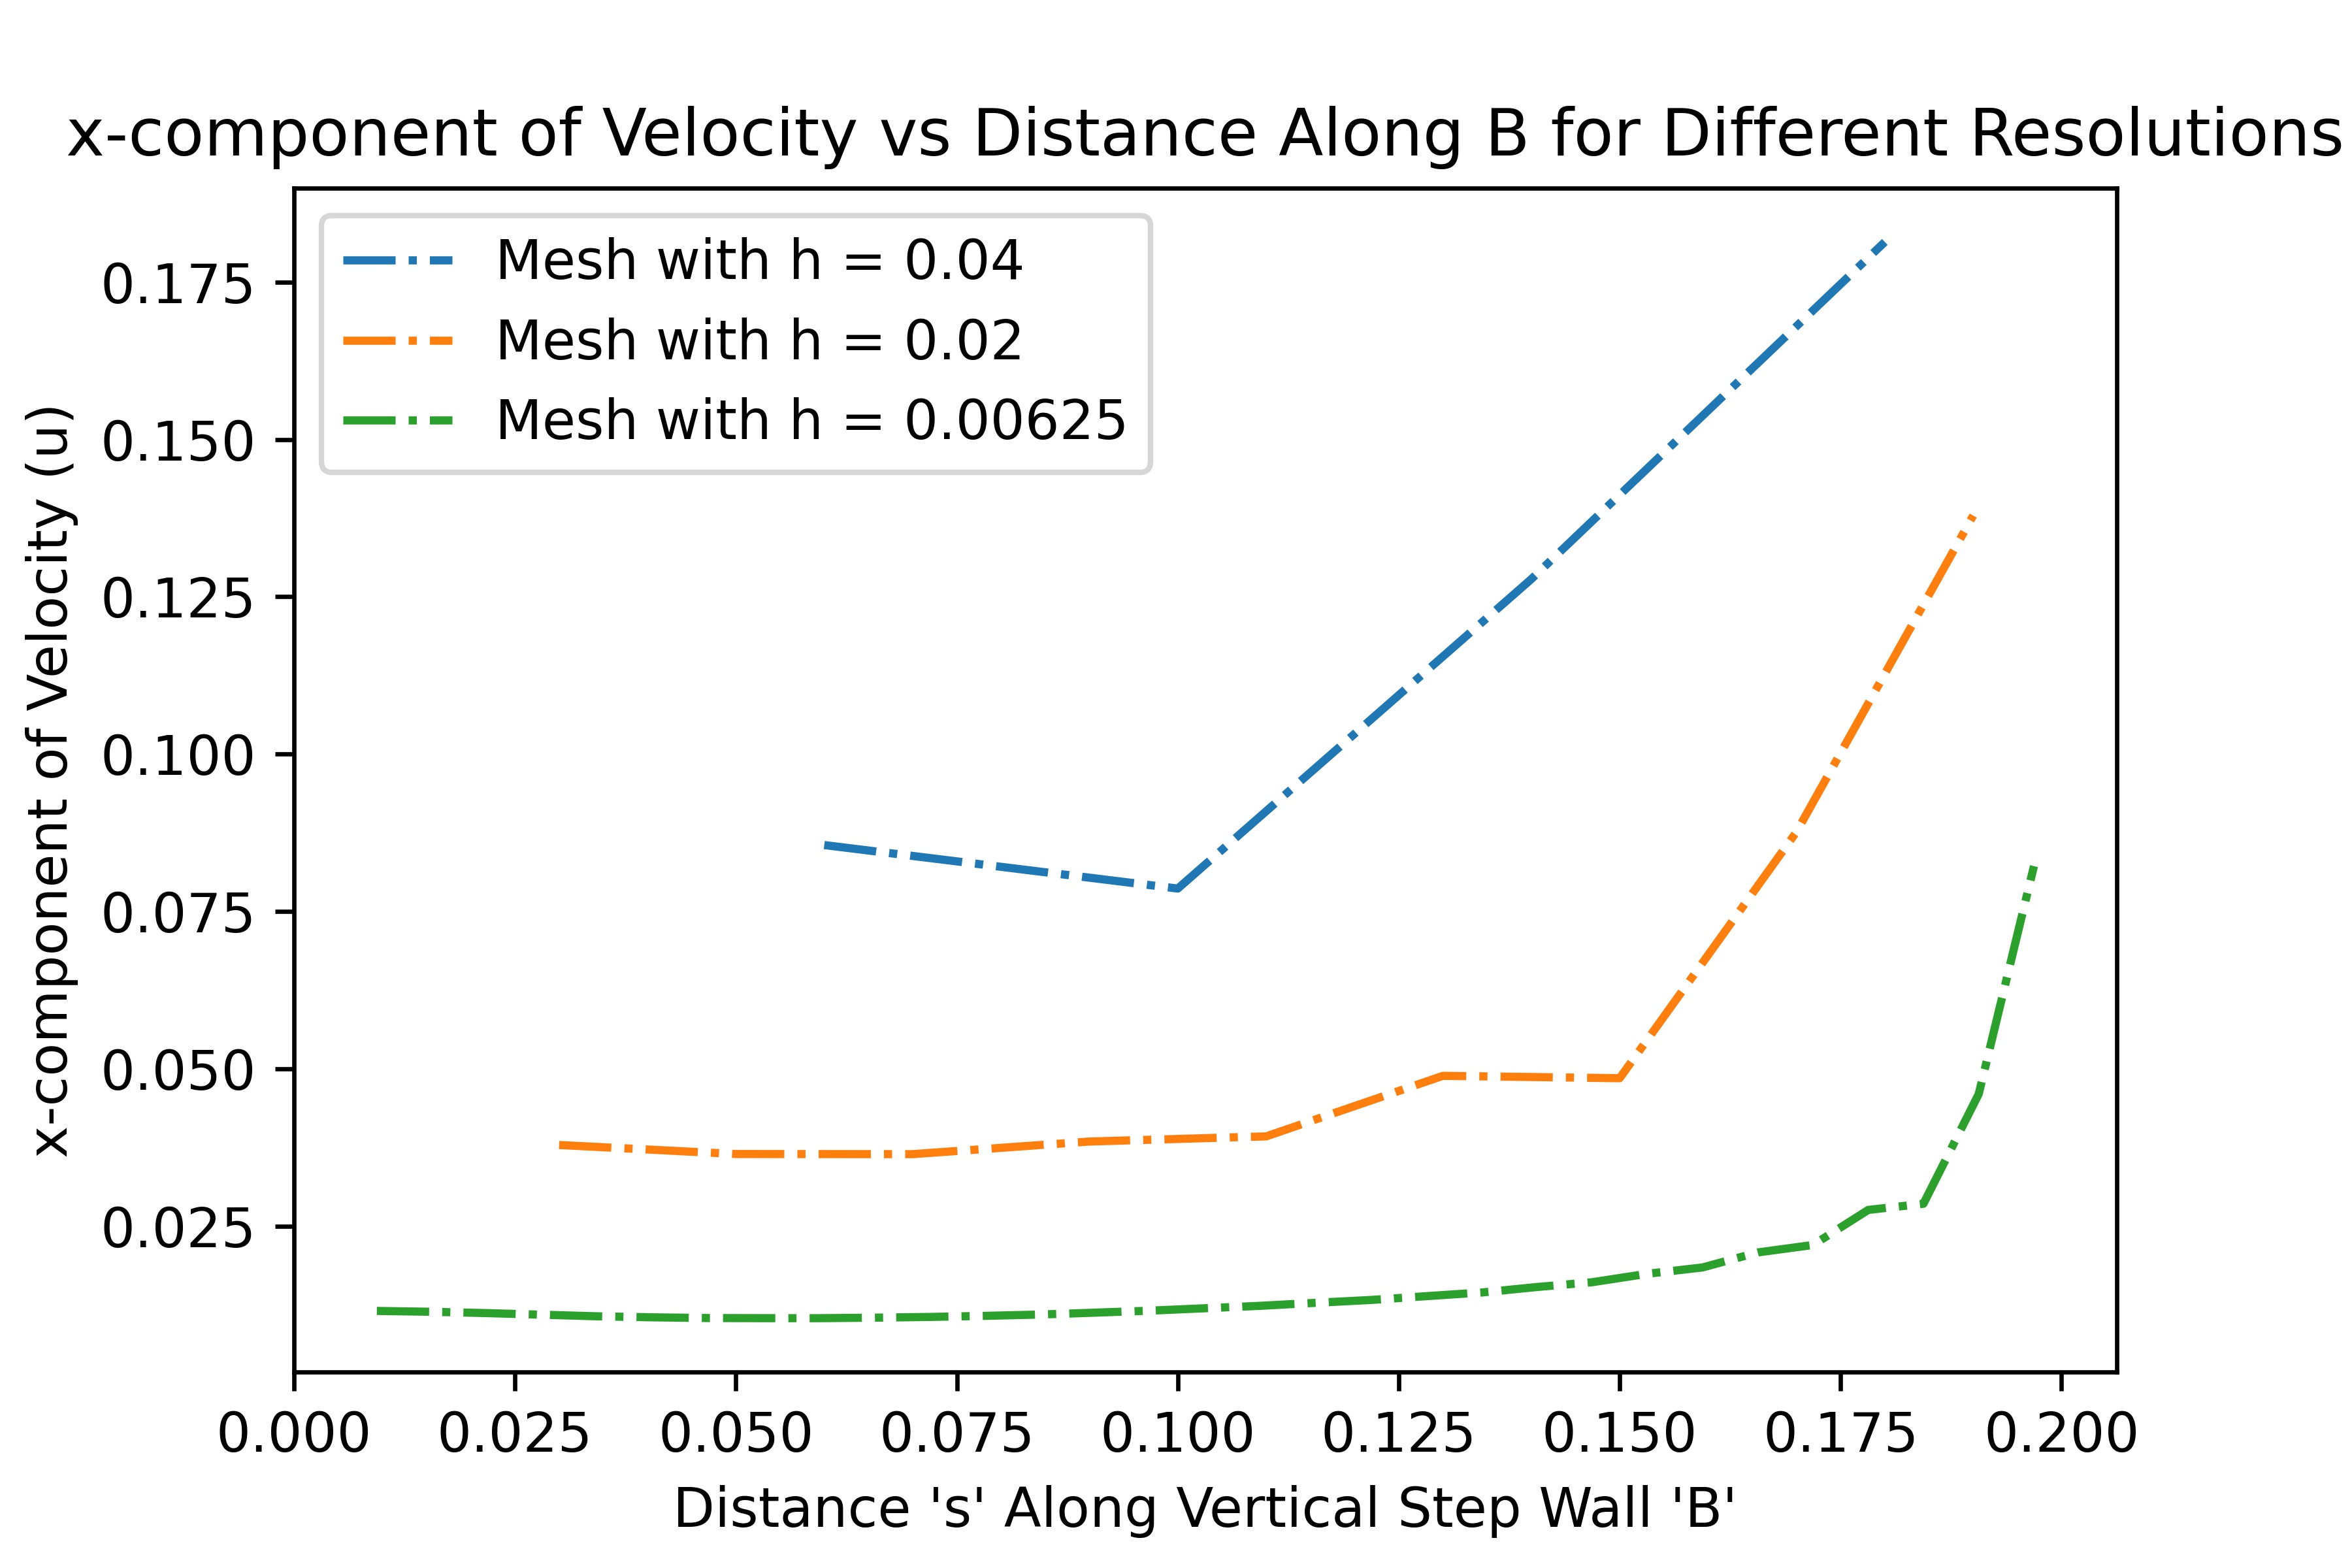 x-component of Velocity vs Distance Along B for Different Resolutions
Mesh with h = 0.04
Mesh with h = 0.02
Mesh with h = 0.00625
x-component of Velocity (u)
0.175
0.150
0.125
0.100
0.075
0.050
0.025
0.000 0.025 0.050 0.075 0.100 0.125 0.150 0.175 0.200
Distance 's' Along Vertical Step Wall 'B'